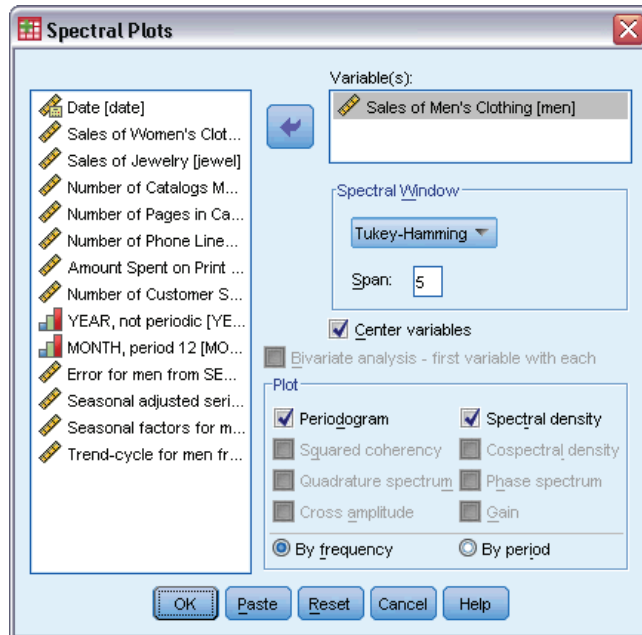 Spectral Plots
Variable(s):
Date [date]
Sales of Women's Clot...
Sales of Jewelry [jewel]
Number of Catalogs M...
Number of Pages in Ca...
Number of Phone Line...
Amount Spent on Print ...
Number of Customer S...
YEAR, not periodic [YE...
MONTH, period 12 [MO...
Error for men from SE...
Seasonal adjusted seri...
Seasonal factors for m...
Trend-cycle for men fr...
Sales of Men's Clothing [men]
Spectral Window
Tukey-Hamming
Span: 5
Center variables
Bivariate analysis - first variable with each
Plot
Periodogram Spectral density
Squared coherency Cospectral density
Quadrature spectrum Phase spectrum
Cross amplitude Gain
By frequency By period
OK Paste Reset Cancel Help